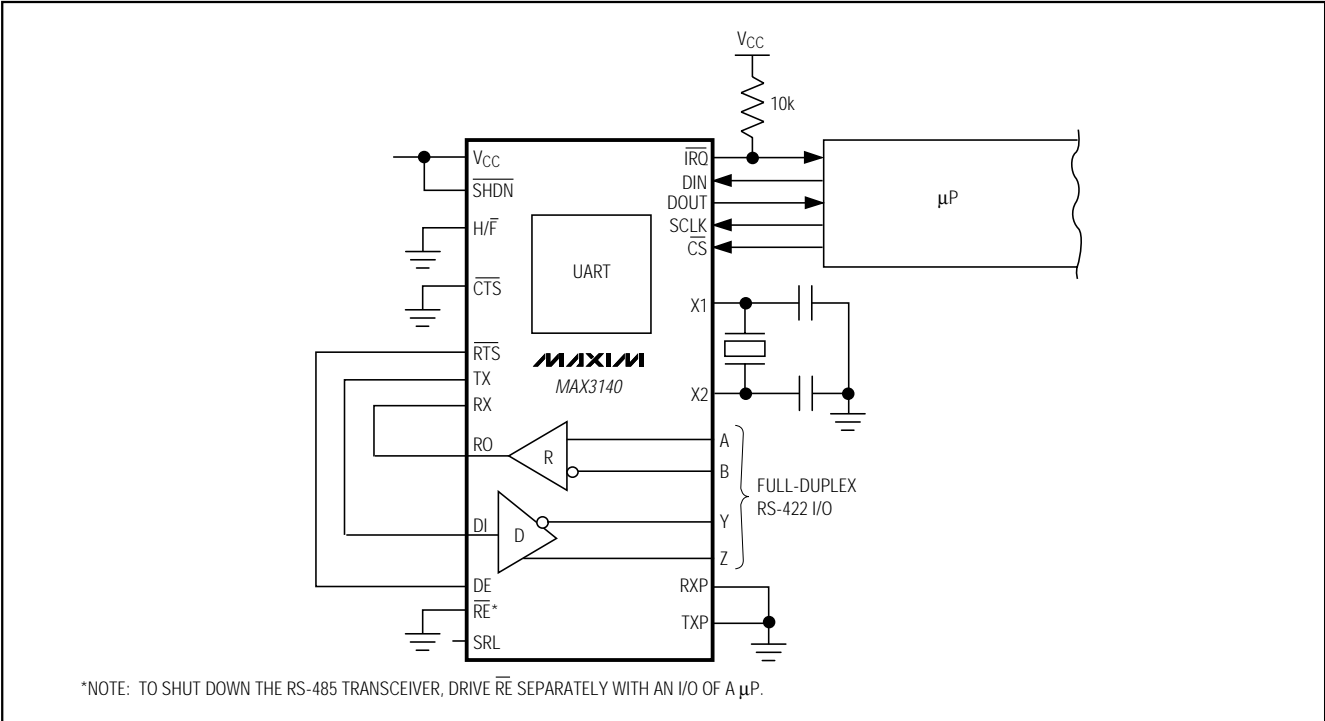 VCC
10k
VCC
SHDN
H/F
CTS
RTS
TX
RX
RO
DI
DE
RE*
SRL
UART
MAXIM
MAX3140
R
D
IRQ
DIN
DOUT
SCLK
CS
X1
X2
A
B
Y
Z
RXP
TXP
µP
FULL-DUPLEX
RS-422 I/O
*NOTE: TO SHUT DOWN THE RS-485 TRANSCEIVER, DRIVE RE SEPARATELY WITH AN I/O OF A µP.